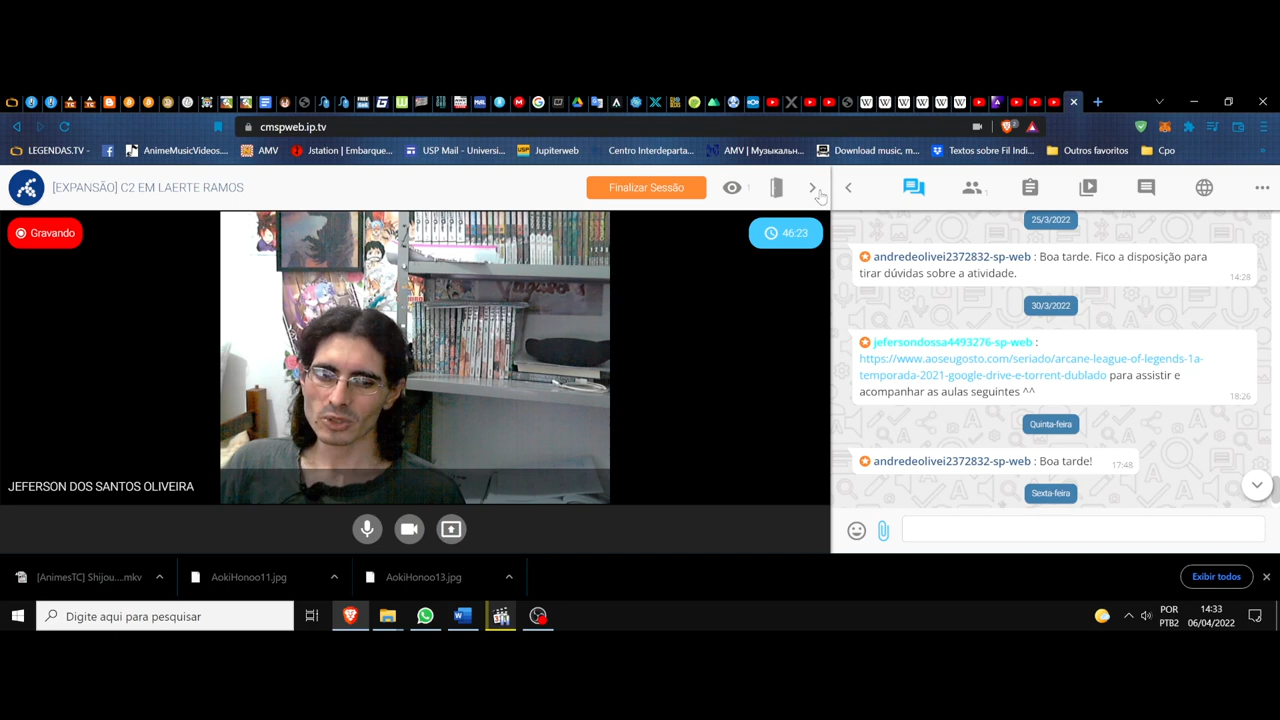 cmspweb.ip.tv
LEGENDAS.TV -
AnimeMusicVideos...
AMV
Jstation | Embarque...
USP Mail - Universi...
Jupiterweb
Centro Interdeparta...
AMV | Музыкальн...
Download music, m...
Textos sobre Fil Indi...
Outros favoritos
Cpo
[EXPANSÃO] C2 EM LAERTE RAMOS
Finalizar Sessão
1
1
Gravando
46:23
JEFERSON DOS SANTOS OLIVEIRA
25/3/2022
andredeolivei2372832-sp-web : Boa tarde. Fico a disposição para
tirar dúvidas sobre a atividade.
14:28
30/3/2022
jefersondossa4493276-sp-web :
https://www.aoseugosto.com/seriado/arcane-league-of-legends-1a-
temporada-2021-google-drive-e-torrent-dublado para assistir e
acompanhar as aulas seguintes ^^
18:26
Quinta-feira
andredeolivei2372832-sp-web : Boa tarde!
17:48
Sexta-feira
[AnimesTC] Shijou....mkv
AokiHonoo11.jpg
AokiHonoo13.jpg
Exibir todos
Digite aqui para pesquisar
POR
PTB2
14:33
06/04/2022